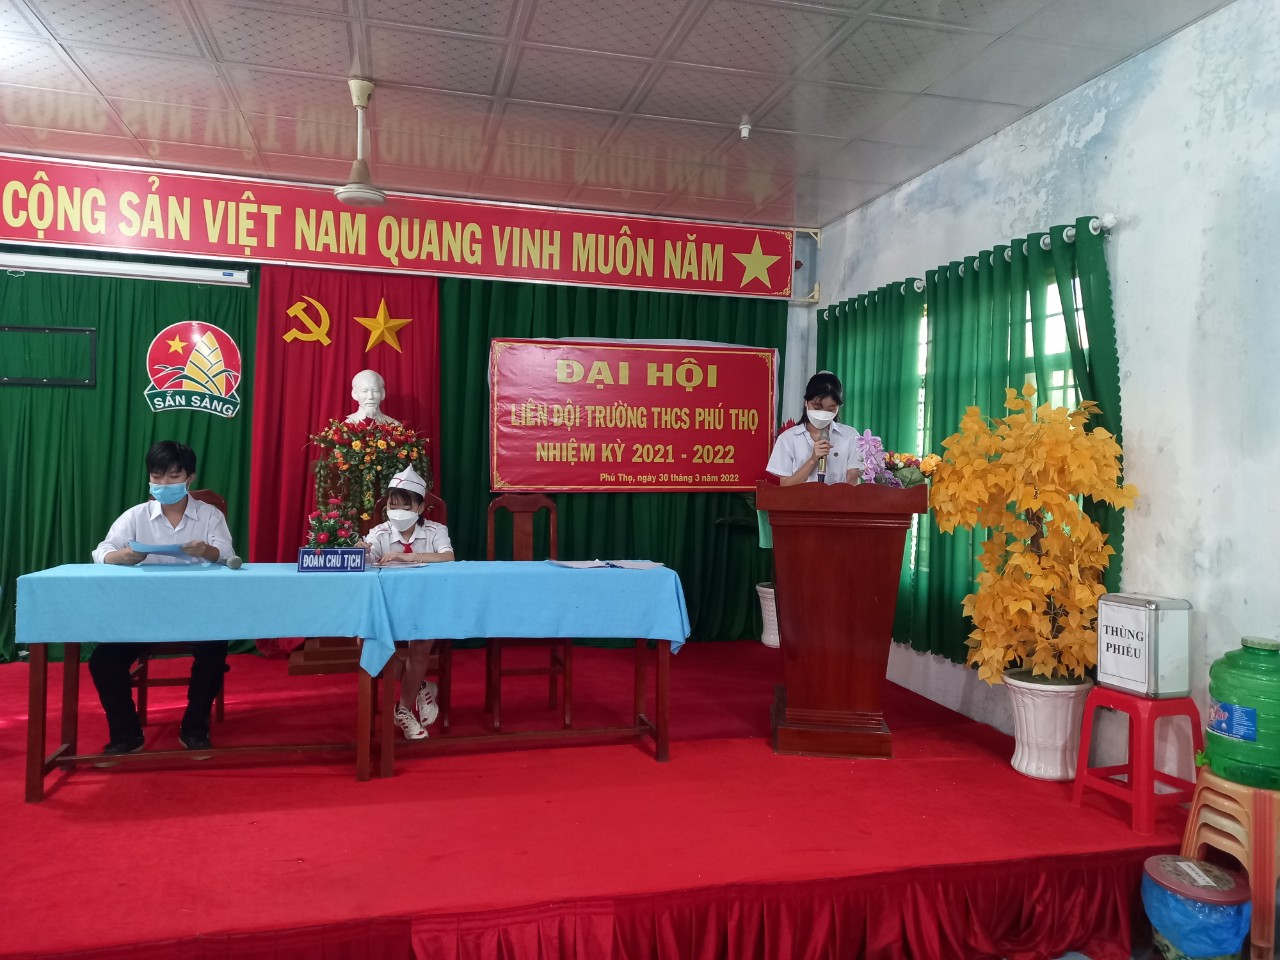 CỘNG SẢN VIỆT NAM QUANG VINH MUÔN NĂM
SẴN SÀNG
ĐẠI HỘI
LIÊN ĐỘI TRƯỜNG THCS PHÚ THỌ
NHIỆM KỲ 2021 - 2022
Phú Thọ, ngày 30 tháng 3 năm 2022
ĐOÀN CHỦ TỊCH
THÙNG
PHIẾU